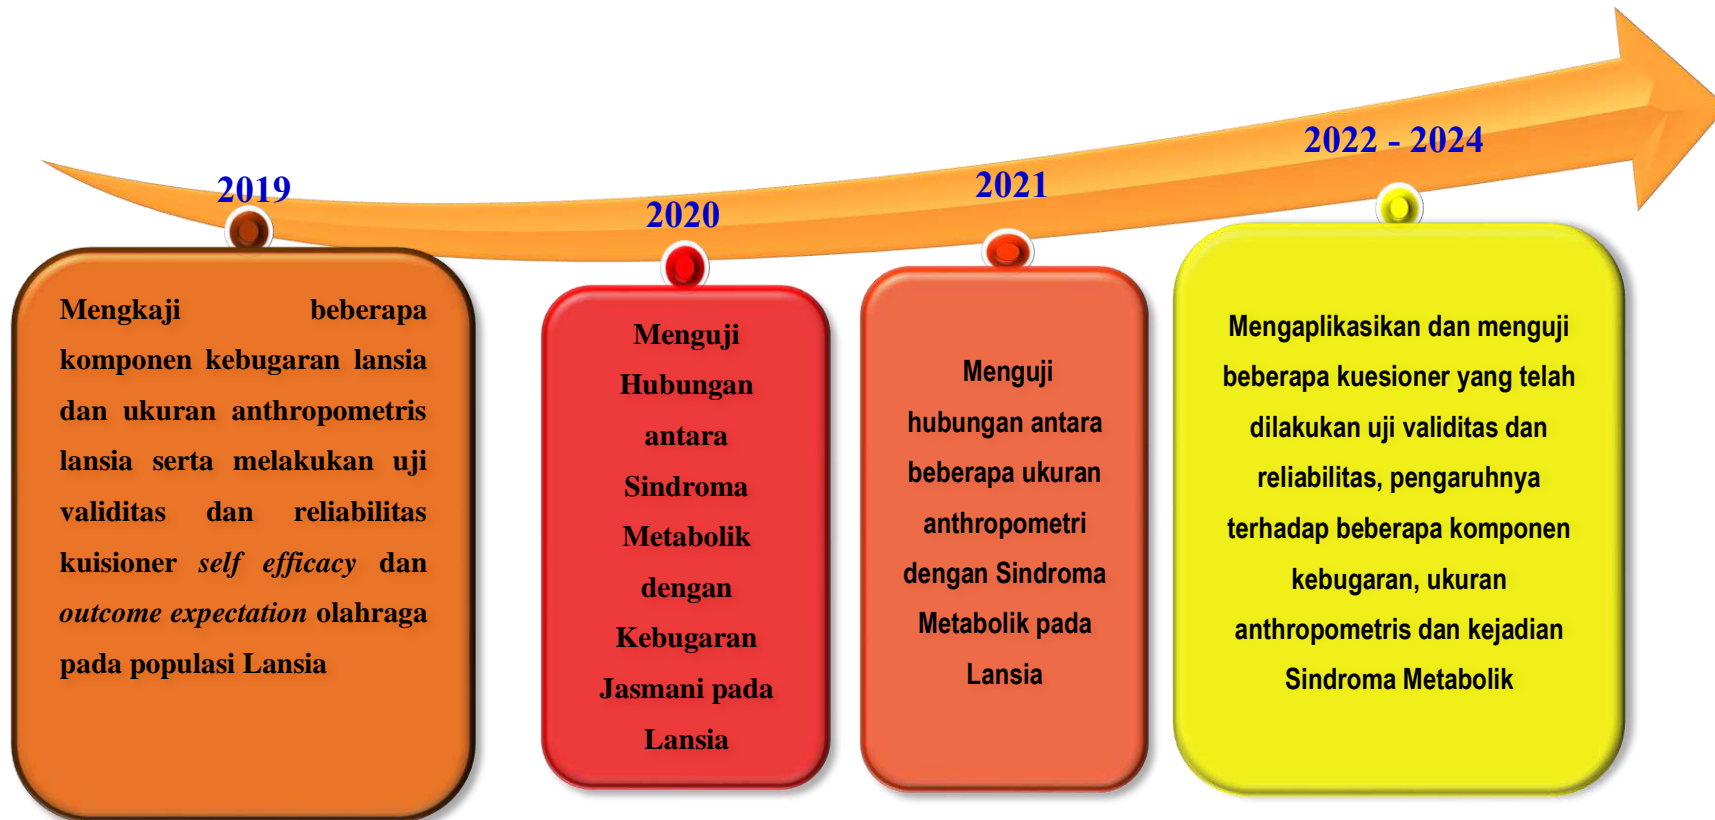 2019
Mengkaji beberapa
komponen kebugaran lansia
dan ukuran anthropometris
lansia serta melakukan uji
validitas dan reliabilitas
kuisioner self efficacy dan
outcome expectation olahraga
pada populasi Lansia
2020
Menguji
Hubungan
antara
Sindroma
Metabolik
dengan
Kebugaran
Jasmani pada
Lansia
2021
Menguji
hubungan antara
beberapa ukuran
anthropometri
dengan Sindroma
Metabolik pada
Lansia
2022 - 2024
Mengaplikasikan dan menguji
beberapa kuesioner yang telah
dilakukan uji validitas dan
reliabilitas, pengaruhnya
terhadap beberapa komponen
kebugaran, ukuran
anthropometris dan kejadian
Sindroma Metabolik